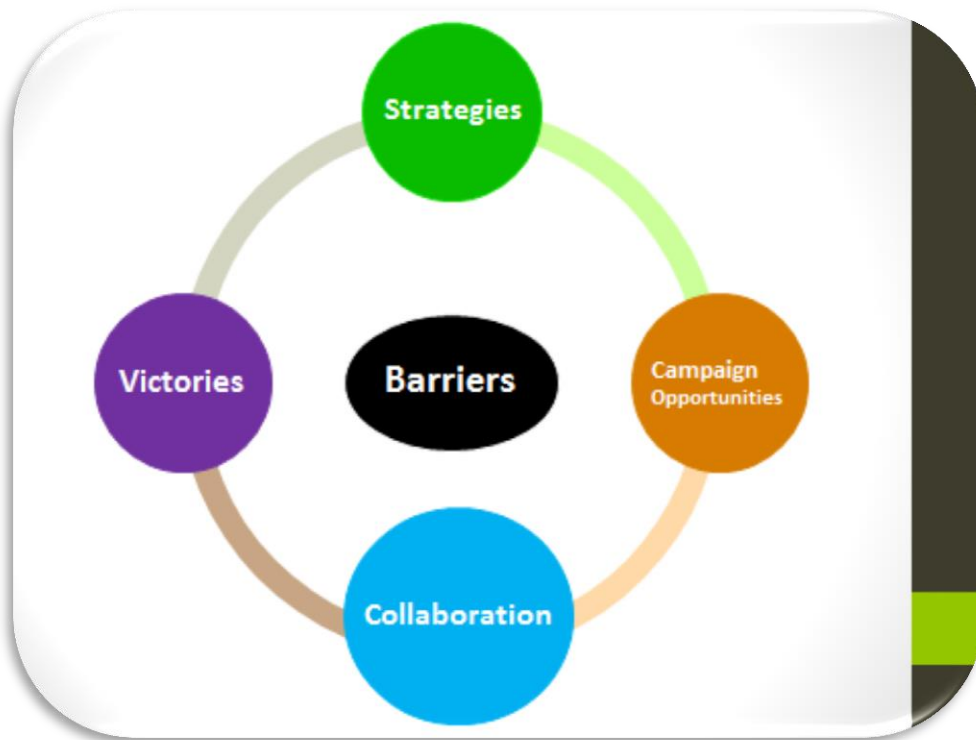 Strategies
Victories
Barriers
Campaign
Opportunities
Collaboration